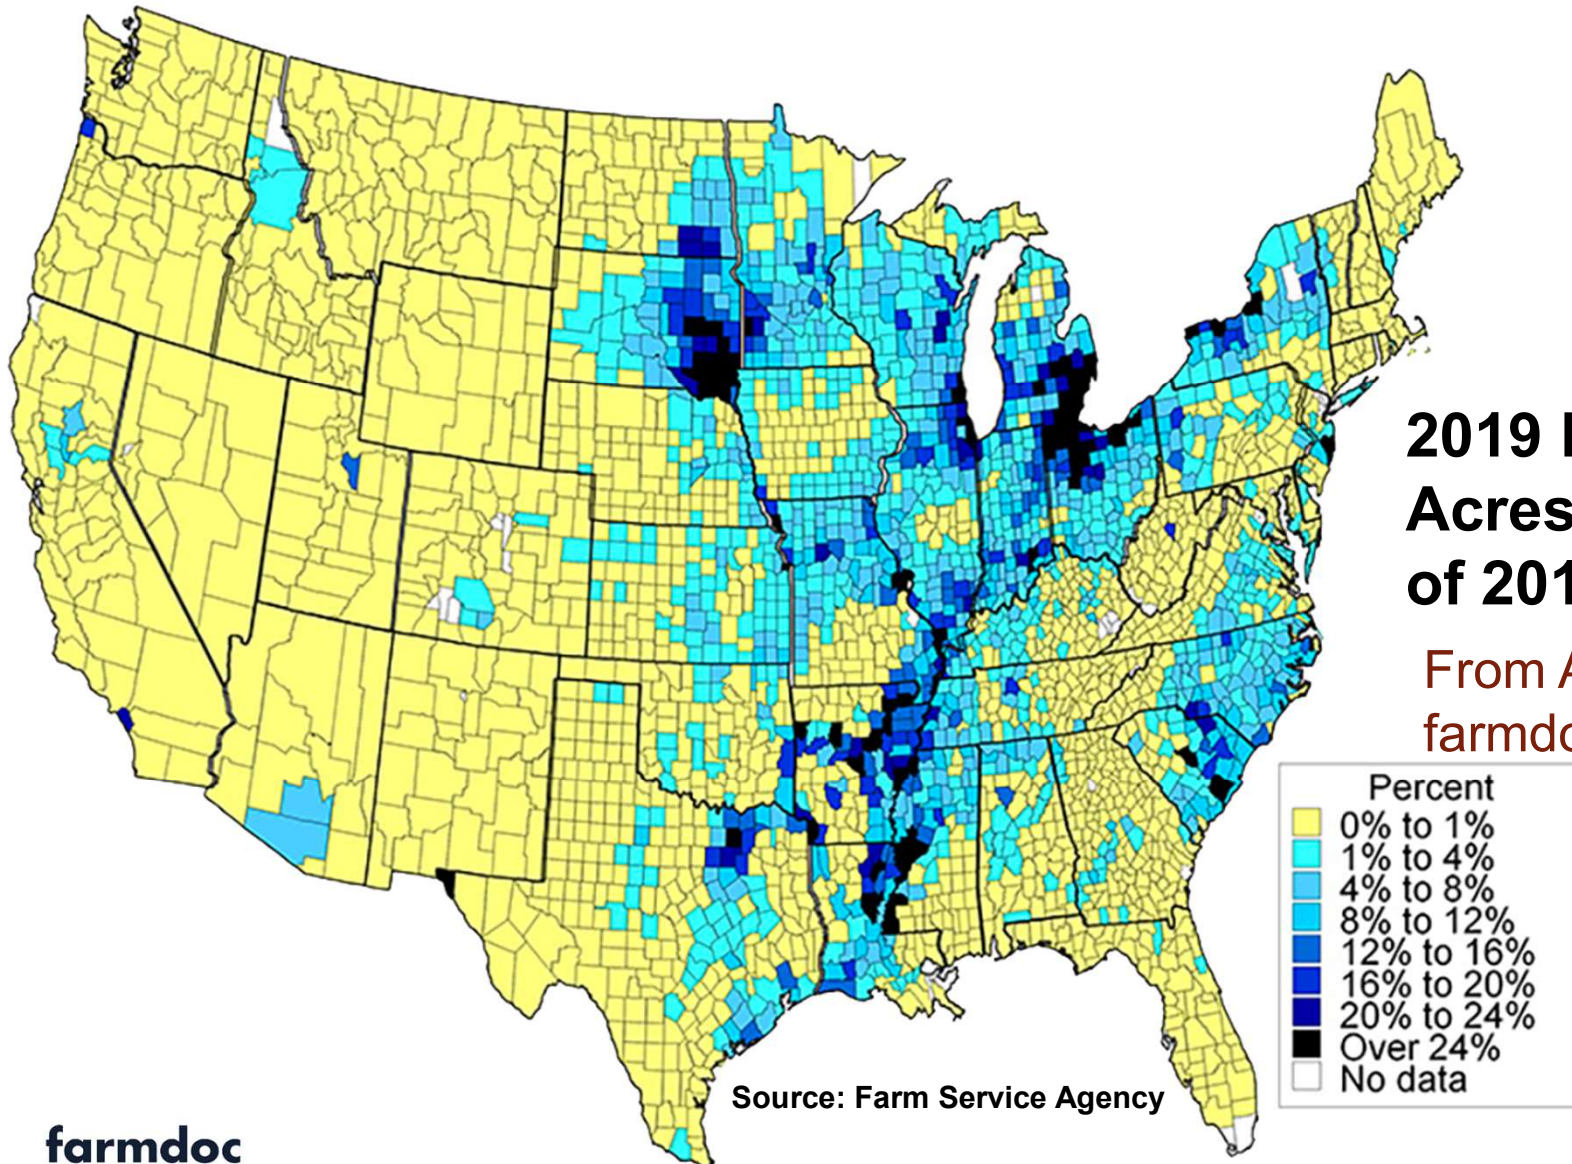 2019
Acres
of 201
From
farmdo
Percent
0% to 1%
1% to 4%
4% to 8%
8% to 12%
12% to 16%
16% to 20%
20% to 24%
Over 24%
No data
Source: Farm Service Agency
farmdoc